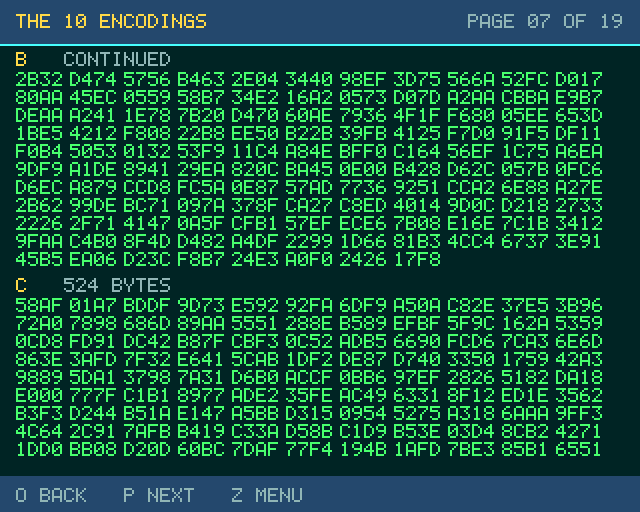 THE 10 ENCODINGS PAGE 07 OF 19
B CONTINUED
2B32 D474 5756 B463 2E04 3440 98EF 3D75 566A 52FC D017
80AA 45EC 0559 58B7 34E2 16A2 0573 D07D A2AA CBBA E9B7
DEAA A241 1E78 7B20 D470 60AE 7936 4F1F F680 05EE 653D
1BE5 4212 F808 22B8 EE50 B22B 39FB 4125 F7D0 91F5 DF11
F0B4 5053 0132 53F9 11C4 A84E BFF0 C164 56EF 1C75 A6EA
9DF9 A1DE 8941 29EA 820C BA45 0E00 B428 D62C 057B 0FC6
D6EC A879 CCD8 FC5A 0E87 57AD 7736 9251 CCA2 6E88 A27E
2B62 99DE BC71 097A 378F CA27 C8ED 4014 9D0C D218 2733
2226 2F71 4147 0A5F CFB1 57EF ECE6 7B08 E16E 7C1B 3412
9FAA C4B0 8F4D D482 A4DF 2299 1D66 81B3 4CC4 6737 3E91
45B5 EA06 D23C F8B7 24E3 A0F0 2426 17F8
C 524 BYTES
58AF 01A7 BDDF 9D73 E592 92FA 6DF9 A50A C82E 37E5 3B96
72A0 7898 686D 89AA 5551 288E B589 EFBF 5F9C 162A 5359
0CD8 FD91 DC42 B87F CBF3 0C52 ADB5 6690 FCD6 7CA3 6E6D
863E 3AFD 7F32 E641 5CAB 1DF2 DE87 D740 3350 1759 42A3
9889 5DA1 3798 7A31 D6B0 ACCF 0BB6 97EF 2826 5182 DA18
E000 777F C1B1 8977 ADE2 35FE AC49 6331 8F12 ED1E 3562
B3F3 D244 B51A E147 A5BB D315 0954 5275 A318 6AAA 9FF3
4C64 2C91 7AFB B419 C33A D58B C1D9 B53E 03D4 8CB2 4271
1DD0 BB08 D20D 60BC 7DAF 77F4 194B 1AFD 7BE3 85B1 6551
O BACK P NEXT Z MENU